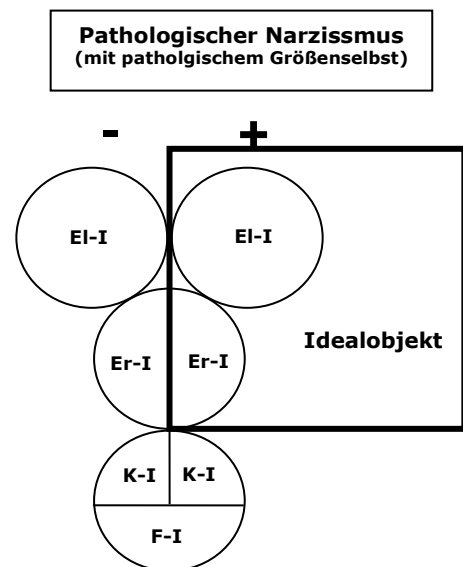 Pathologischer Narzissmus
(mit patholgischem Größenselbst)
- +
El-I El-I
Er-I Er-I Idealobjekt
K-I K-I
F-I